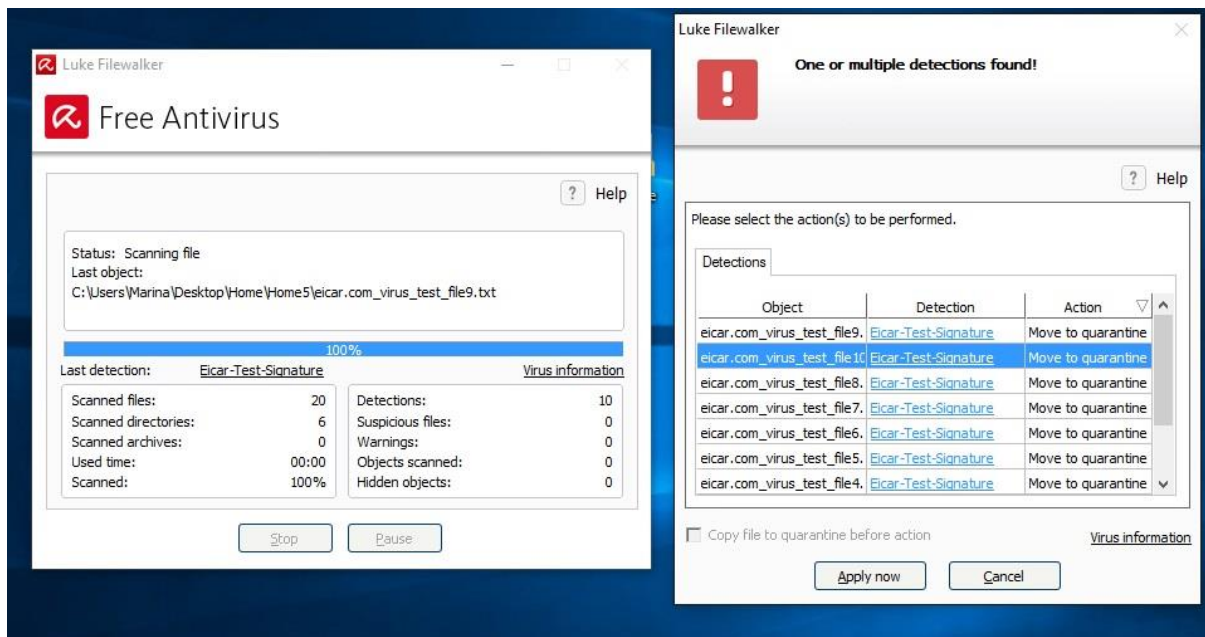 Luke Filewalker
Free Antivirus
? Help
Status: Scanning file
Last object:
C:\Users\Marina\Desktop\Home\Home5\eicar.com_virus_test_file9.txt
100%
Last detection: Eicar-Test-Signature Virus information
Scanned files: 20 Detections: 10
Scanned directories: 6 Suspicious files: 0
Scanned archives: 0 Warnings: 0
Used time: 00:00 Objects scanned: 0
Scanned: 100% Hidden objects: 0
Stop Pause
e
Luke Filewalker
One or multiple detections found!
? Help
Please select the action(s) to be performed.
Detections
Object Detection Action
eicar.com_virus_test_file9. Eicar-Test-Signature Move to quarantine
eicar.com_virus_test_file10 Eicar-Test-Signature Move to quarantine
eicar.com_virus_test_file8. Eicar-Test-Signature Move to quarantine
eicar.com_virus_test_file7. Eicar-Test-Signature Move to quarantine
eicar.com_virus_test_file6. Eicar-Test-Signature Move to quarantine
eicar.com_virus_test_file5. Eicar-Test-Signature Move to quarantine
eicar.com_virus_test_file4. Eicar-Test-Signature Move to quarantine
Copy file to quarantine before action Virus information
Apply now Cancel